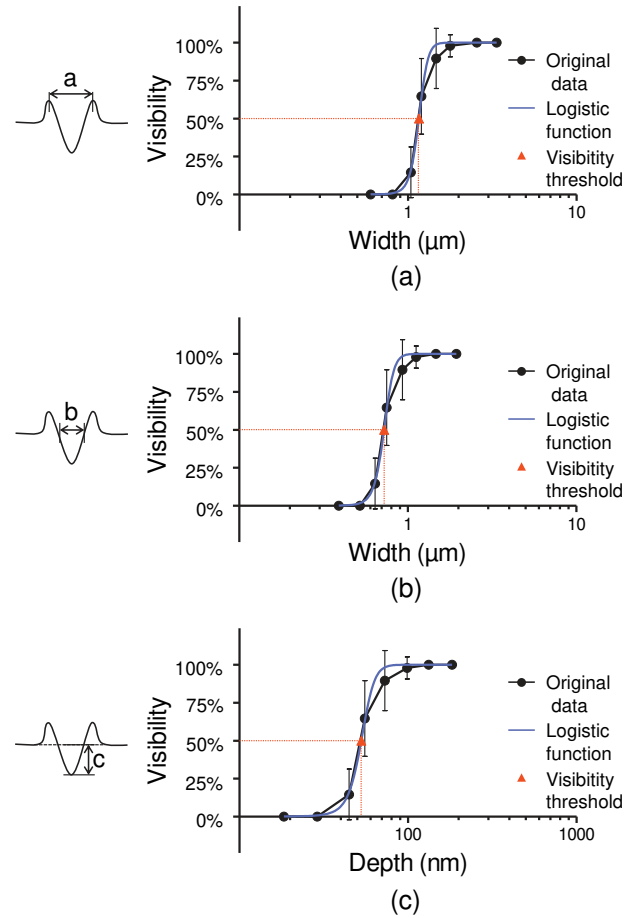 a
Visibility
100%
75%
50%
25%
0%
1
10
Width (µm)
Original
data
Logistic
function
Visibitity
threshold
(a)
b
Visibility
100%
75%
50%
25%
0%
1
10
Width (µm)
Original
data
Logistic
function
Visibitity
threshold
(b)
c
Visibility
100%
75%
50%
25%
0%
100
1000
Depth (nm)
Original
data
Logistic
function
Visibitity
threshold
(c)